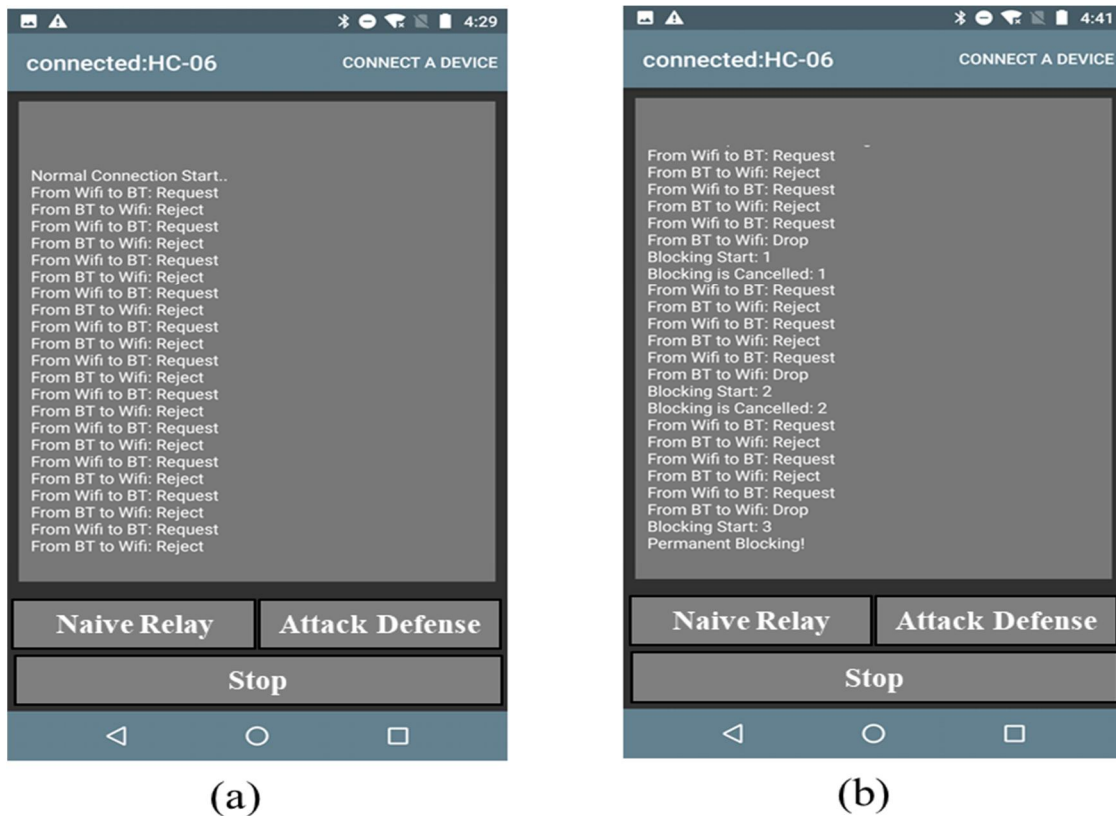 4:29
connected:HC-06
CONNECT A DEVICE
Normal Connection Start..
From Wifi to BT: Request
From BT to Wifi: Reject
From Wifi to BT: Request
From BT to Wifi: Reject
From Wifi to BT: Request
From BT to Wifi: Reject
From Wifi to BT: Request
From BT to Wifi: Reject
From Wifi to BT: Request
From BT to Wifi: Reject
From Wifi to BT: Request
From BT to Wifi: Reject
From Wifi to BT: Request
From BT to Wifi: Reject
From Wifi to BT: Request
From BT to Wifi: Reject
From Wifi to BT: Request
From BT to Wifi: Reject
From Wifi to BT: Request
From BT to Wifi: Reject
From Wifi to BT: Request
From BT to Wifi: Reject
Naive Relay
Attack Defense
Stop
(a)
4:41
connected:HC-06
CONNECT A DEVICE
From Wifi to BT: Request
From BT to Wifi: Reject
From Wifi to BT: Request
From BT to Wifi: Reject
From Wifi to BT: Request
From BT to Wifi: Drop
Blocking Start: 1
Blocking is Cancelled: 1
From Wifi to BT: Request
From BT to Wifi: Reject
From Wifi to BT: Request
From BT to Wifi: Reject
From Wifi to BT: Request
From BT to Wifi: Drop
Blocking Start: 2
Blocking is Cancelled: 2
From Wifi to BT: Request
From BT to Wifi: Reject
From Wifi to BT: Request
From BT to Wifi: Reject
From Wifi to BT: Request
From BT to Wifi: Drop
Blocking Start: 3
Permanent Blocking!
Naive Relay
Attack Defense
Stop
(b)